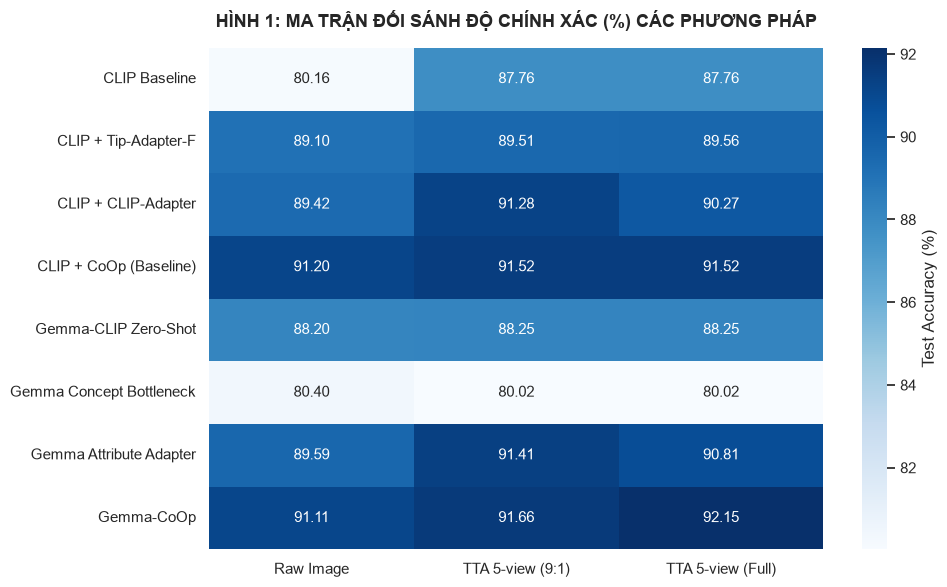 HÌNH 1: MA TRẬN ĐỐI SÁNH ĐỘ CHÍNH XÁC (%) CÁC PHƯƠNG PHÁP
CLIP Baseline 80.16 87.76 87.76
CLIP + Tip-Adapter-F 89.10 89.51 89.56
CLIP + CLIP-Adapter 89.42 91.28 90.27
CLIP + CoOp (Baseline) 91.20 91.52 91.52
Gemma-CLIP Zero-Shot 88.20 88.25 88.25
Gemma Concept Bottleneck 80.40 80.02 80.02
Gemma Attribute Adapter 89.59 91.41 90.81
Gemma-CoOp 91.11 91.66 92.15
Raw Image TTA 5-view (9:1) TTA 5-view (Full)
92
90
88
86
84
82
Test Accuracy (%)